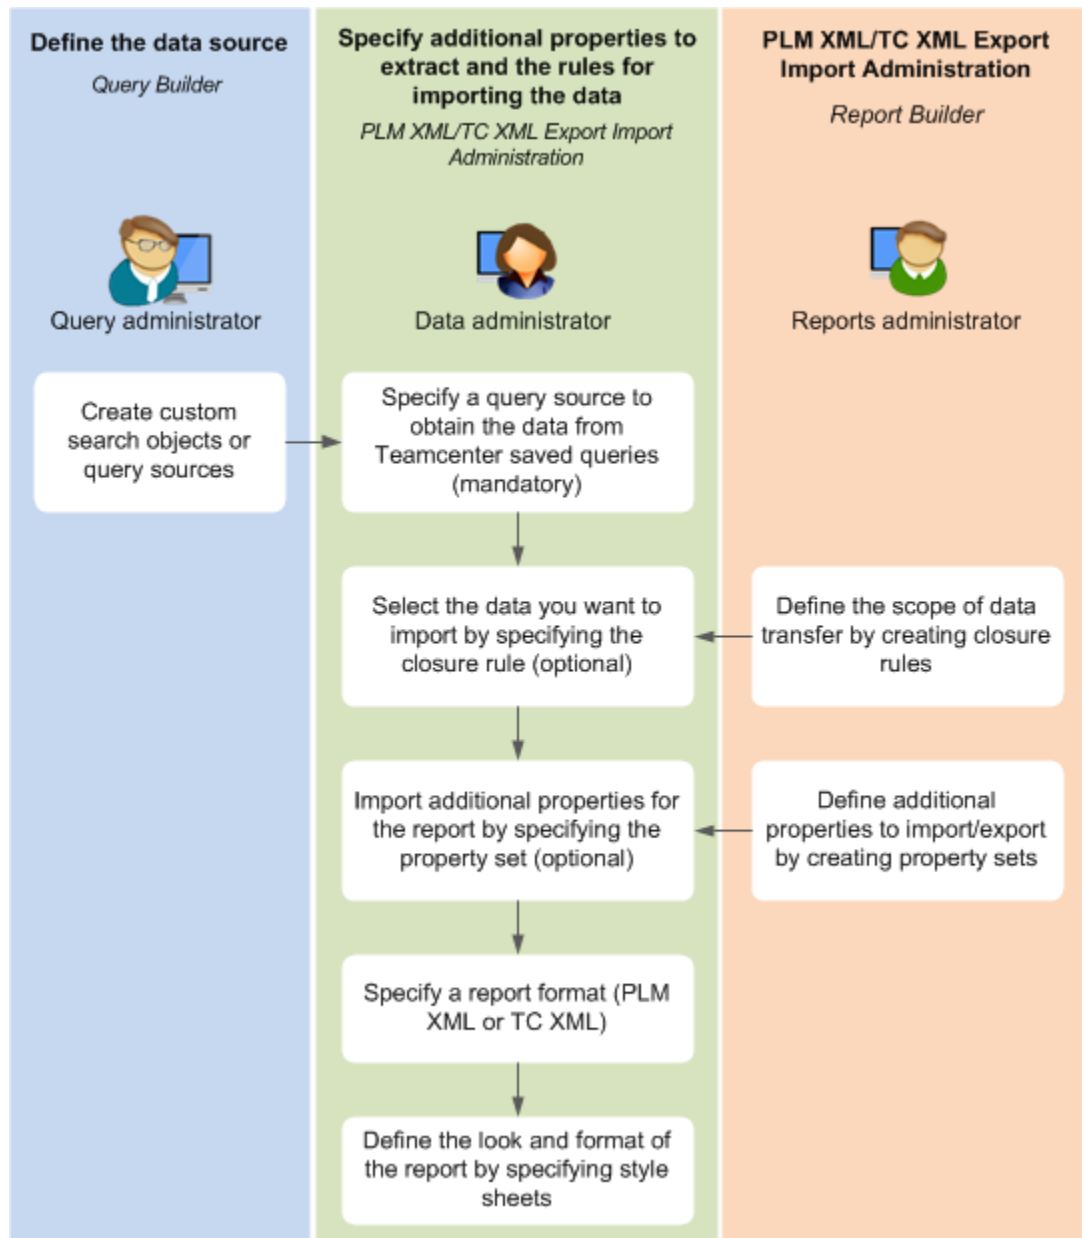 Define the data source
Query Builder
Specify additional properties to
extract and the rules for
importing the data
PLM XML/TC XML Export Import
Administration
PLM XML/TC XML Export
Import Administration
Report Builder
Query administrator
Data administrator
Reports administrator
Create custom
search objects or
query sources
Specify a query source to
obtain the data from
Teamcenter saved queries
(mandatory)
Select the data you want to
import by specifying the
closure rule (optional)
Define the scope of data
transfer by creating closure
rules
Import additional properties for
the report by specifying the
property set (optional)
Define additional
properties to import/export
by creating property sets
Specify a report format (PLM
XML or TC XML)
Define the look and format of
the report by specifying style
sheets